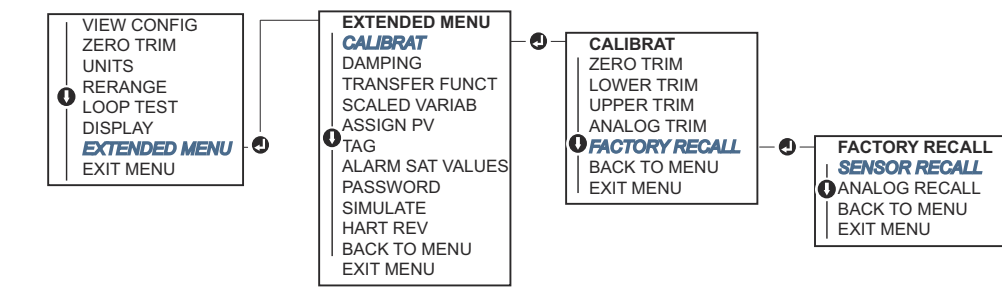 VIEW CONFIG
ZERO TRIM
UNITS
RERANGE
LOOP TEST
DISPLAY
EXTENDED MENU
EXIT MENU
EXTENDED MENU
CALIBRAT
DAMPING
TRANSFER FUNCT
SCALED VARIAB
ASSIGN PV
TAG
ALARM SAT VALUES
PASSWORD
SIMULATE
HART REV
BACK TO MENU
EXIT MENU
CALIBRAT
ZERO TRIM
LOWER TRIM
UPPER TRIM
ANALOG TRIM
FACTORY RECALL
BACK TO MENU
EXIT MENU
FACTORY RECALL
SENSOR RECALL
ANALOG RECALL
BACK TO MENU
EXIT MENU